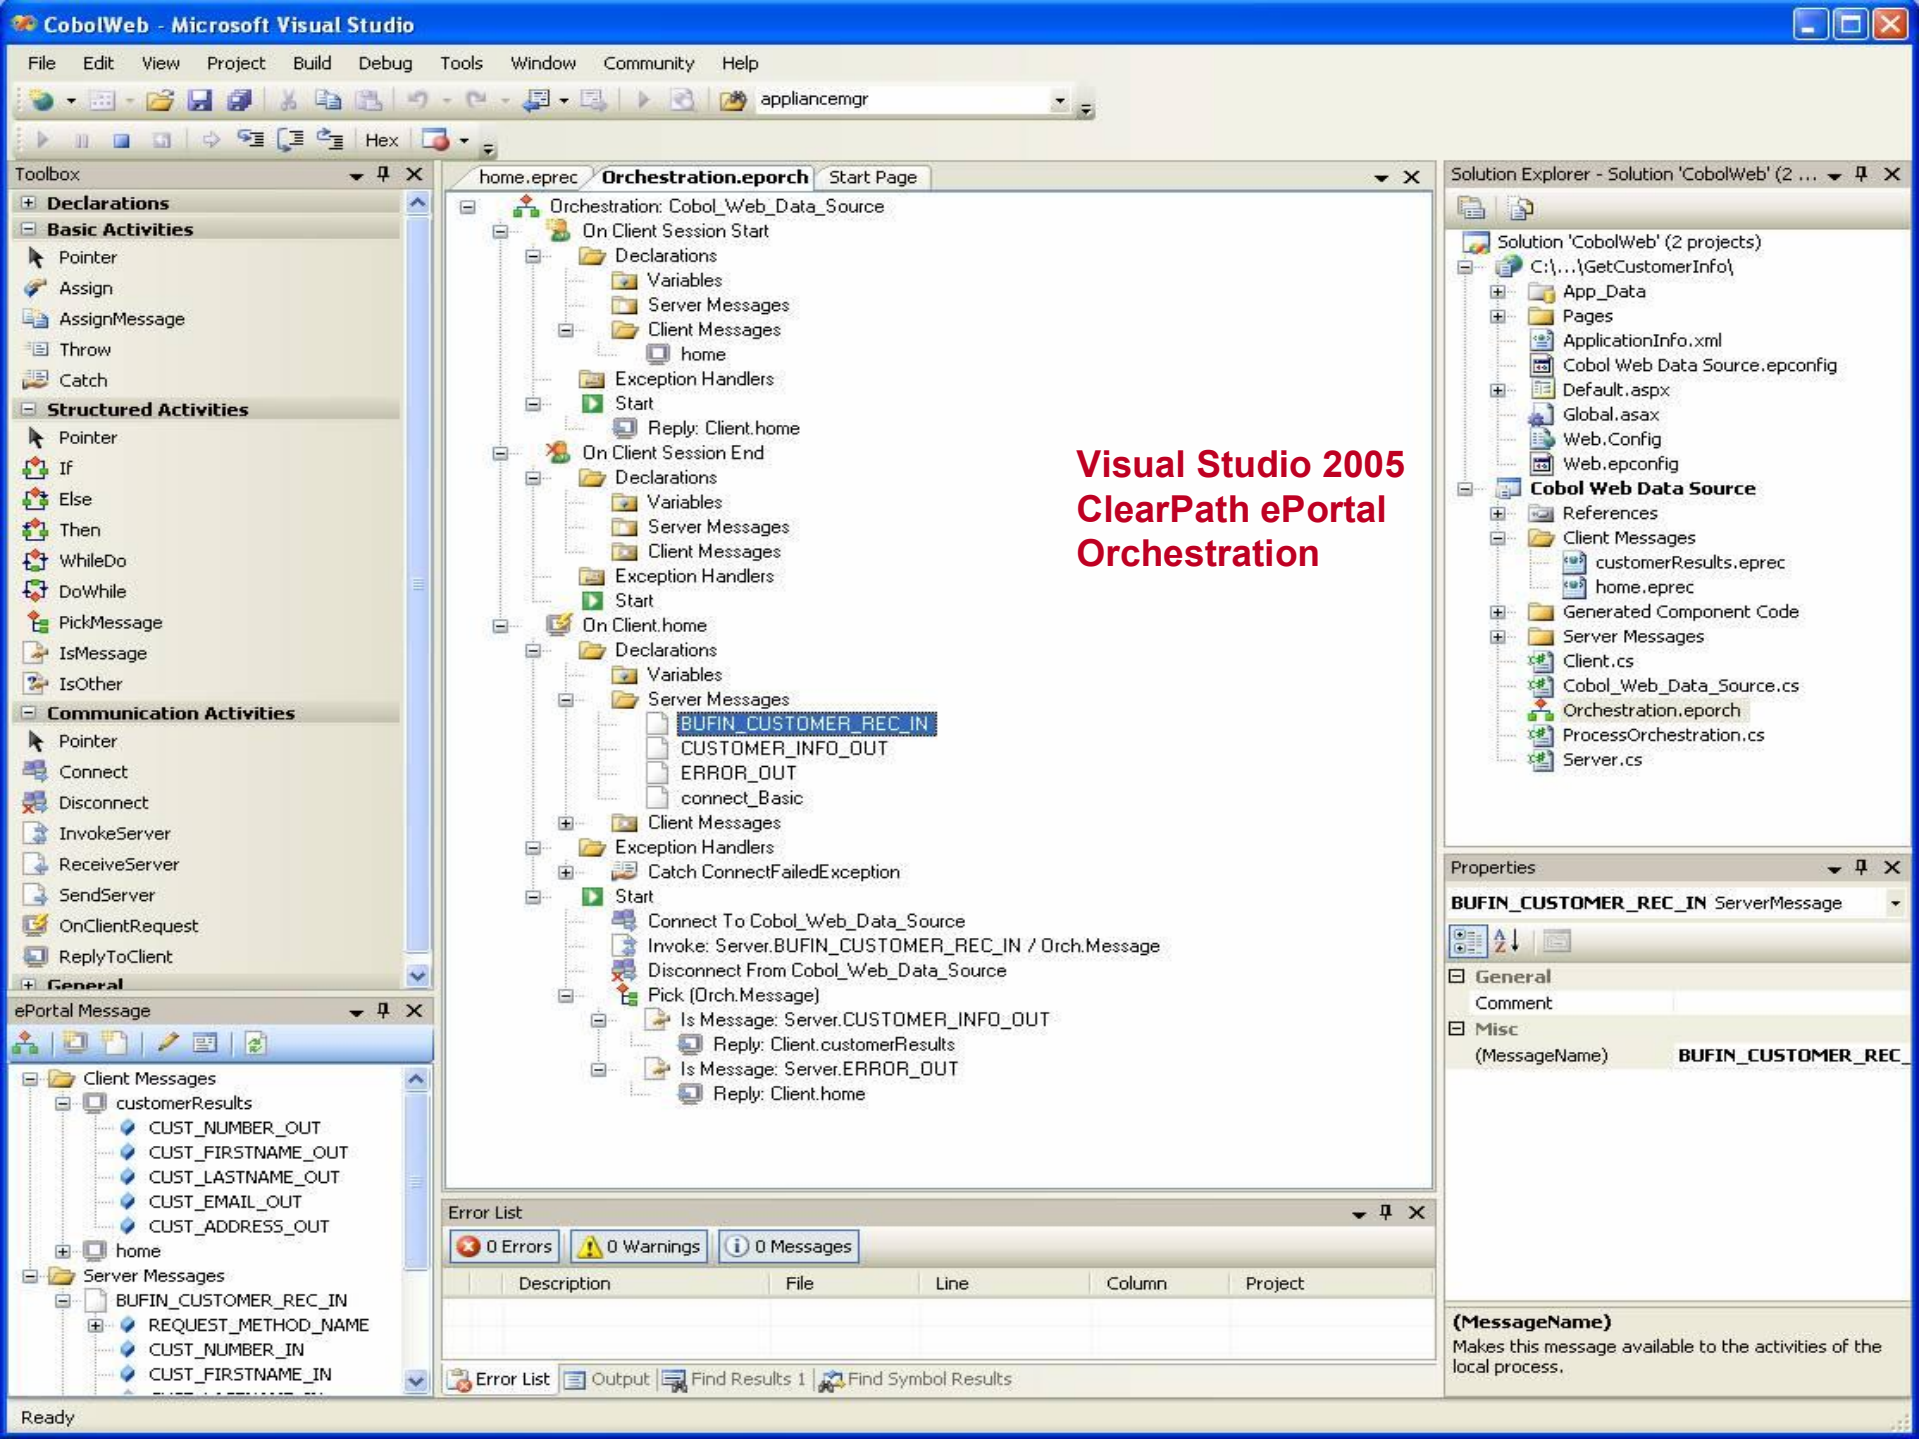 CobolWeb - Microsoft Visual Studio
File Edit View Project Build Debug Tools Window Community Help
appliancemgr
Hex
Toolbox
Declarations
Basic Activities
Pointer
Assign
AssignMessage
Throw
Catch
Structured Activities
Pointer
If
Else
Then
WhileDo
DoWhile
PickMessage
IsMessage
IsOther
Communication Activities
Pointer
Connect
Disconnect
InvokeServer
ReceiveServer
SendServer
OnClientRequest
ReplyToClient
General
ePortal Message
Client Messages
customerResults
CUST_NUMBER_OUT
CUST_FIRSTNAME_OUT
CUST_LASTNAME_OUT
CUST_EMAIL_OUT
CUST_ADDRESS_OUT
home
Server Messages
BUFIN_CUSTOMER_REC_IN
REQUEST_METHOD_NAME
CUST_NUMBER_IN
CUST_FIRSTNAME_IN
home.eprec Orchestration.eporch Start Page
Orchestration: Cobol_Web_Data_Source
On Client Session Start
Declarations
Variables
Server Messages
Client Messages
home
Exception Handlers
Start
Reply: Client.home
On Client Session End
Declarations
Variables
Server Messages
Client Messages
Exception Handlers
Start
On Client.home
Declarations
Variables
Server Messages
BUFIN_CUSTOMER_REC_IN
CUSTOMER_INFO_OUT
ERROR_OUT
connect_Basic
Client Messages
Exception Handlers
Catch ConnectFailedException
Start
Connect To Cobol_Web_Data_Source
Invoke: Server.BUFIN_CUSTOMER_REC_IN / Orch.Message
Disconnect From Cobol_Web_Data_Source
Pick (Orch.Message)
Is Message: Server.CUSTOMER_INFO_OUT
Reply: Client.customerResults
Is Message: Server.ERROR_OUT
Reply: Client.home
Visual Studio 2005
ClearPath ePortal
Orchestration
Error List
0 Errors 0 Warnings 0 Messages
Description File Line Column Project
Error List Output Find Results 1 Find Symbol Results
Solution Explorer - Solution 'CobolWeb' (2 ...
Solution 'CobolWeb' (2 projects)
C:\...\GetCustomerInfo\
App_Data
Pages
ApplicationInfo.xml
Cobol Web Data Source.epconfig
Default.aspx
Global.asax
Web.Config
Web.epconfig
Cobol Web Data Source
References
Client Messages
customerResults.eprec
home.eprec
Generated Component Code
Server Messages
Client.cs
Cobol_Web_Data_Source.cs
Orchestration.eporch
ProcessOrchestration.cs
Server.cs
Properties
BUFIN_CUSTOMER_REC_IN ServerMessage
General
Comment
Misc
(MessageName) BUFIN_CUSTOMER_REC_
(MessageName)
Makes this message available to the activities of the
local process.
Ready